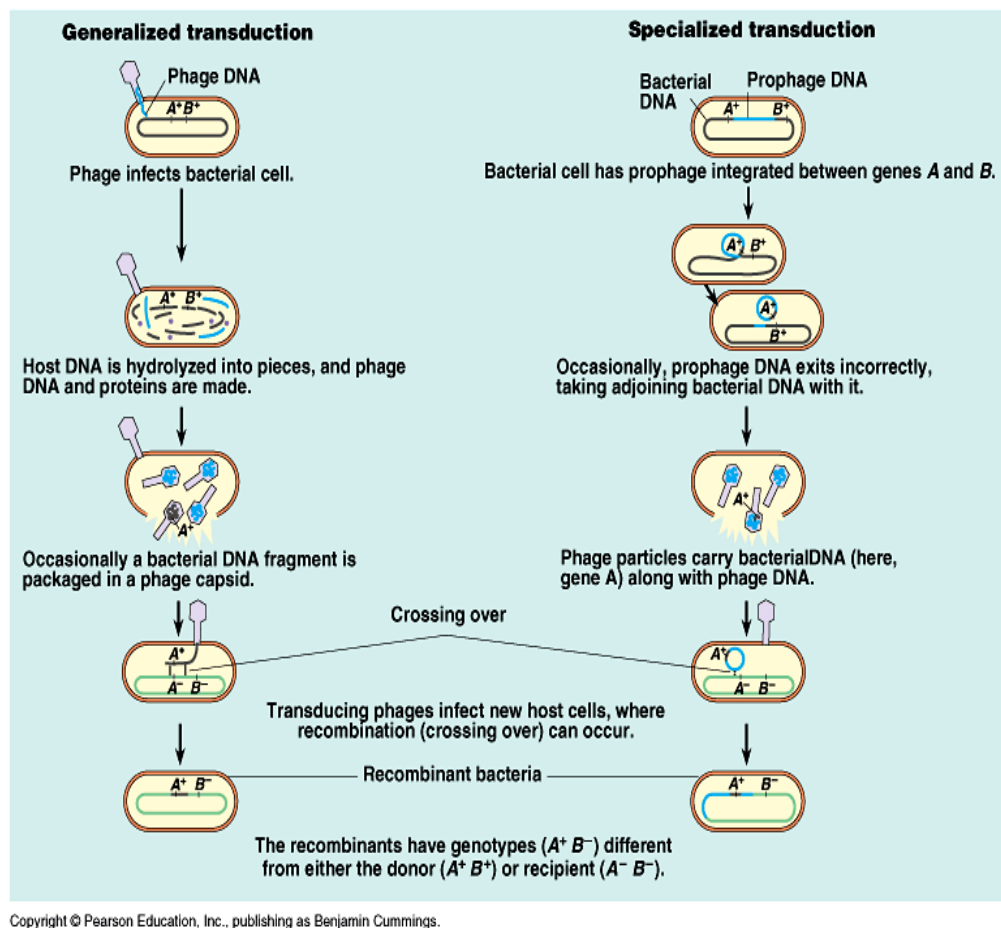 Generalized transduction
Phage DNA
A⁺ B⁺
Phage infects bacterial cell.
A⁺ B⁺
Host DNA is hydrolyzed into pieces, and phage
DNA and proteins are made.
A⁺
Occasionally a bacterial DNA fragment is
packaged in a phage capsid.
A⁺
A⁻ B⁻
A⁺ B⁻
Specialized transduction
Bacterial
DNA
Prophage DNA
A⁺ B⁺
Bacterial cell has prophage integrated between genes A and B.
A⁺ B⁺
A⁺
B⁺
Occasionally, prophage DNA exits incorrectly,
taking adjoining bacterial DNA with it.
A⁺
Phage particles carry bacterialDNA (here,
gene A) along with phage DNA.
A⁺
A⁻ B⁻
A⁺ B⁻
Crossing over
Transducing phages infect new host cells, where
recombination (crossing over) can occur.
Recombinant bacteria
The recombinants have genotypes (A⁺ B⁻) different
from either the donor (A⁺ B⁺) or recipient (A⁻ B⁻).
Copyright © Pearson Education, Inc., publishing as Benjamin Cummings.